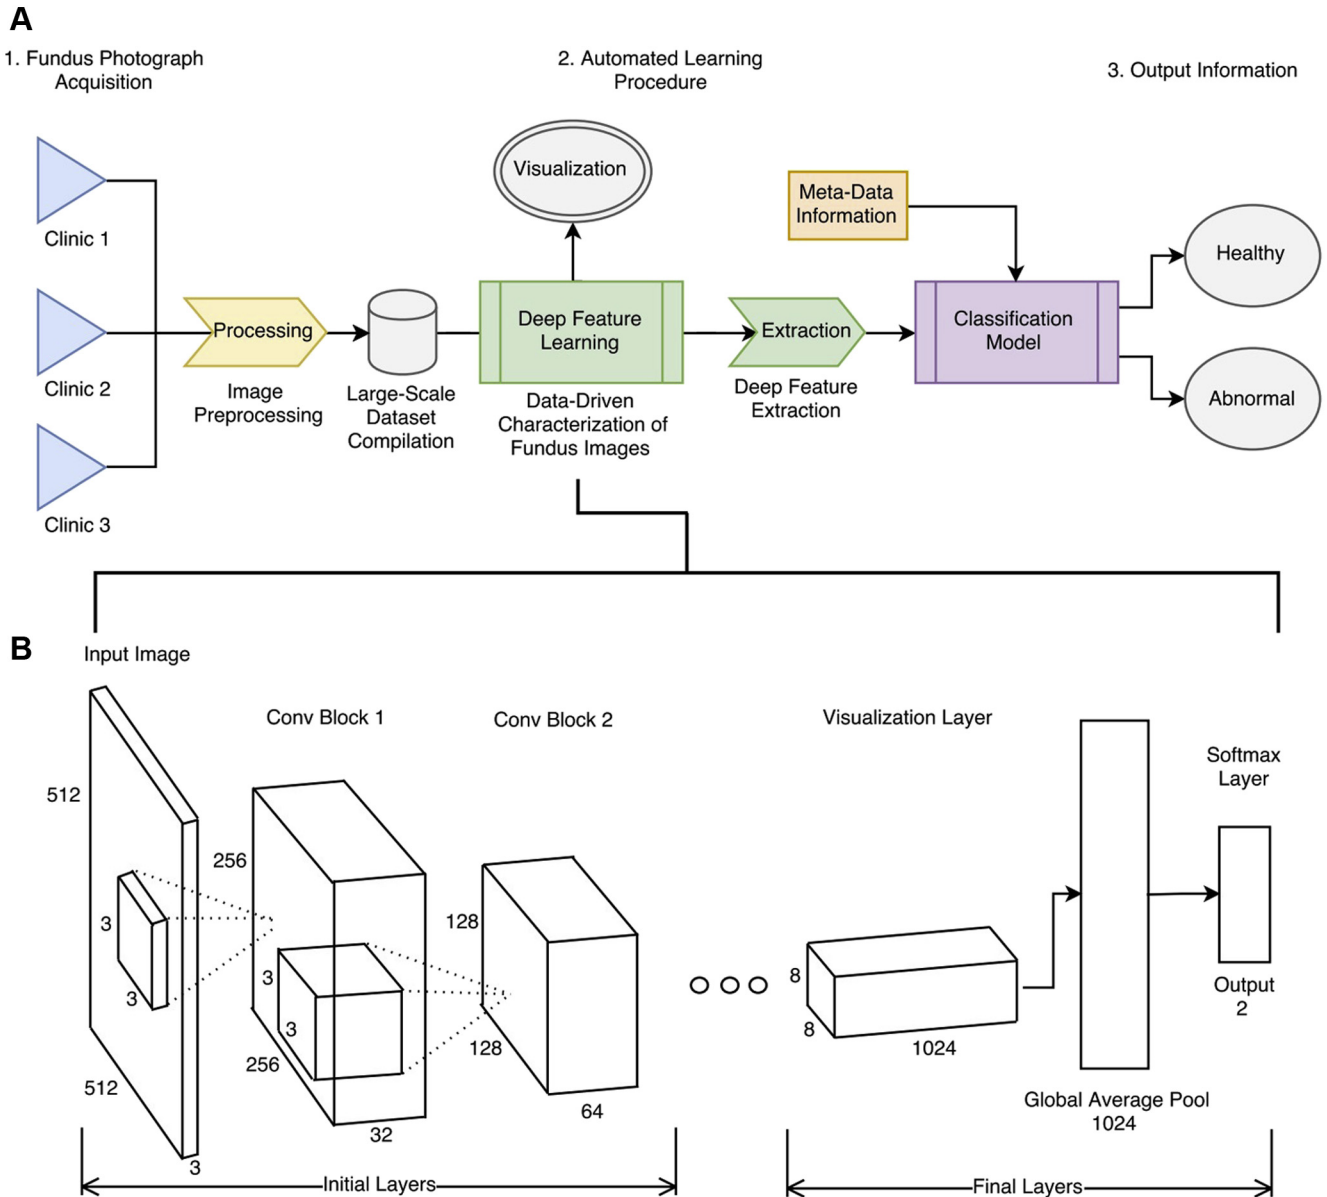 A
1. Fundus Photograph
Acquisition
2. Automated Learning
Procedure
3. Output Information
Visualization
Meta-Data
Information
Clinic 1
Healthy
Processing
Deep Feature
Learning
Extraction
Classification
Model
Clinic 2
Image
Preprocessing
Large-Scale
Dataset
Compilation
Data-Driven
Characterization of
Fundus Images
Deep Feature
Extraction
Abnormal
Clinic 3
B
Input Image
Conv Block 1
Conv Block 2
Visualization Layer
Softmax
Layer
512
256
128
3
3
3
3
8
8
512
256
128
1024
Output
2
32
64
Global Average Pool
1024
3
Initial Layers
Final Layers